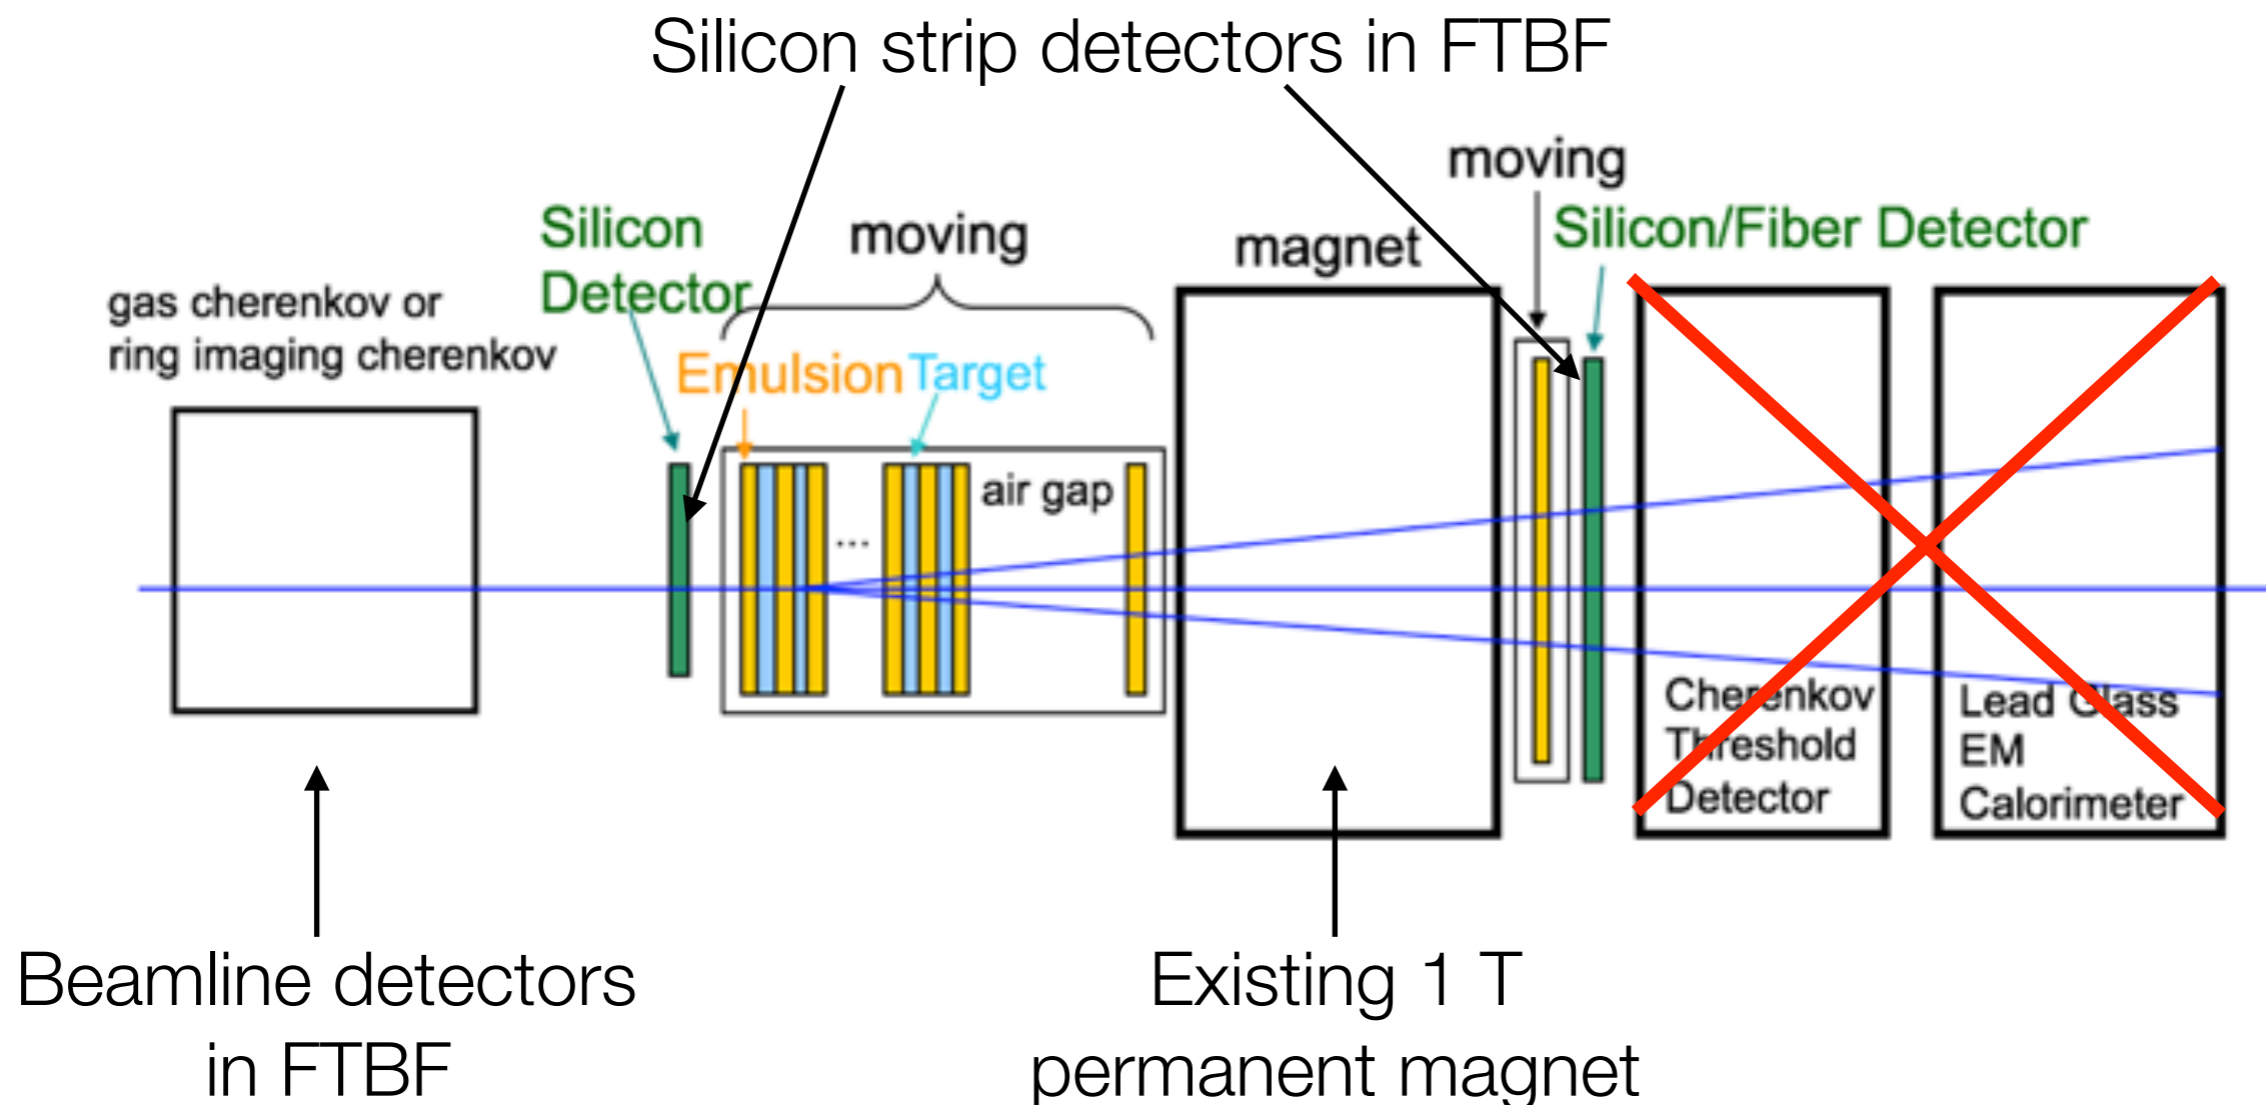 Silicon strip detectors in FTBF
moving
Silicon
Detector
moving
magnet
Silicon/Fiber Detector
gas cherenkov or
ring imaging cherenkov
Emulsion Target
air gap
...
Cherenkov
Threshold
Detector
Lead Glass
EM
Calorimeter
Beamline detectors
in FTBF
Existing 1 T
permanent magnet